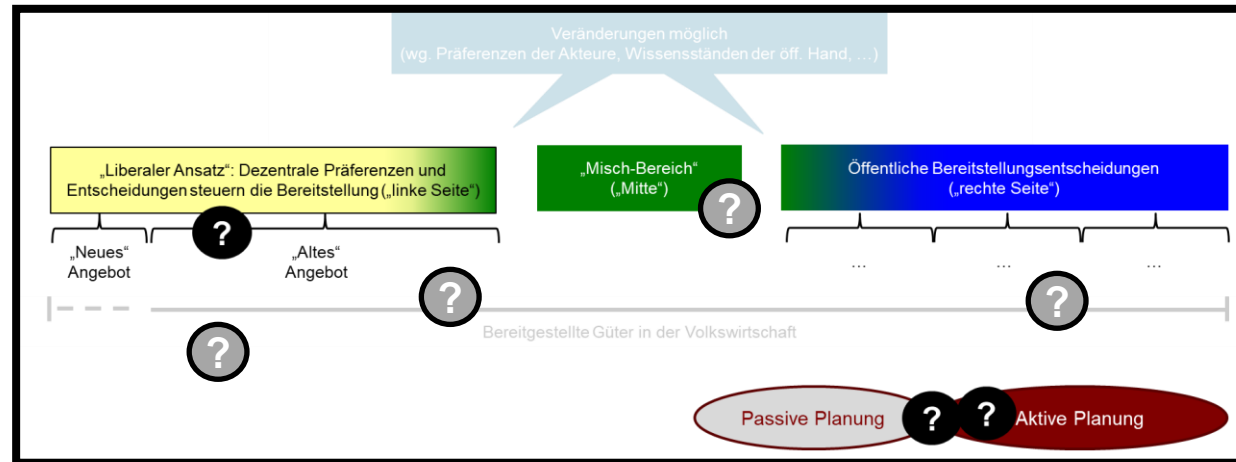 Veränderungen möglich
(wg. Präferenzen der Akteure, Wissensständen der öff. Hand, …)
„Liberaler Ansatz“: Dezentrale Präferenzen und
Entscheidungen steuern die Bereitstellung („linke Seite“)
„Misch-Bereich“
(„Mitte“)
Öffentliche Bereitstellungsentscheidungen
(„rechte Seite“)
?
?
„Neues“
Angebot
„Altes“
Angebot
…
…
…
?
?
Bereitgestellte Güter in der Volkswirtschaft
?
Passive Planung
?
?
Aktive Planung